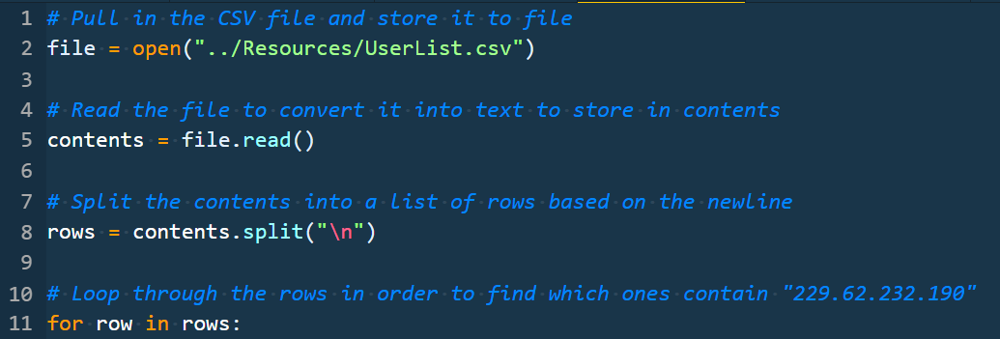 1 # Pull in the CSV file and store it to file
2 file = open("../Resources/UserList.csv")
3
4 # Read the file to convert it into text to store in contents
5 contents = file.read()
6
7 # Split the contents into a list of rows based on the newline
8 rows = contents.split("\n")
9
10 # Loop through the rows in order to find which ones contain "229.62.232.190"
11 for row in rows: